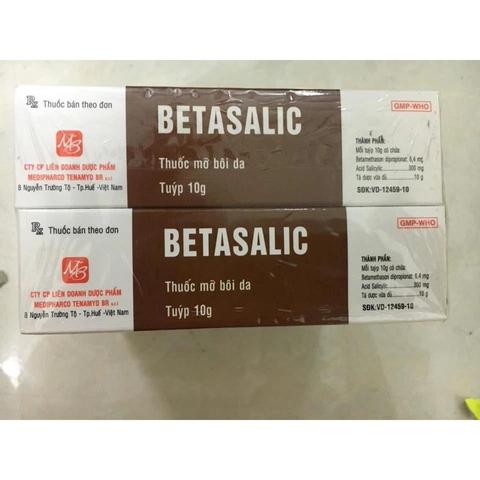 Rx Thuốc bán theo đơn
MB
CTY CP LIÊN DOANH DƯỢC PHẨM
MEDIPHARCO TENAMYD BR s.r.l
8 Nguyễn Trường Tộ - Tp.Huế -Việt Nam
BETASALIC
Thuốc mỡ bôi da
Tuýp 10g
GMP-WHO
THÀNH PHẦN:
Mỗi tuýp 10g có chứa:
Betamethason dipropionat: 6,4 mg
Acid Salicylic: 300 mg
Tá dược vừa đủ 10 g
SĐK:VD-12459-10
Rx Thuốc bán theo đơn
MB
CTY CP LIÊN DOANH DƯỢC PHẨM
MEDIPHARCO TENAMYD BR s.r.l
8 Nguyễn Trường Tộ - Tp.Huế -Việt Nam
BETASALIC
Thuốc mỡ bôi da
Tuýp 10g
GMP-WHO
THÀNH PHẦN:
Mỗi tuýp 10g có chứa:
Betamethason dipropionat: 6,4 mg
Acid Salicylic: 300 mg
Tá dược vừa đủ 10 g
SĐK:VD-12459-10